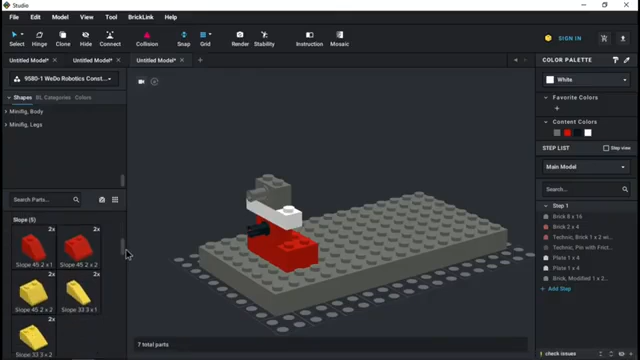 Studio
File Edit Model View Tool BrickLink Help
Select Hinge Clone Hide Connect Collision Snap Grid Render Stability Instruction Mosaic SIGN IN
Untitled Model* Untitled Model* Untitled Model* COLOR PALETTE
9580-1 WeDo Robotics Const... White
Shapes BL Categories Colors Favorite Colors
Minifig, Body
Minifig, Legs
Content Colors
STEP LIST Step view
Main Model
Search Parts... Search...
Slope (5) Step 1
Brick 8 x 16
Brick 2 x 4
Technic, Brick 1 x 2 wi...
Technic, Pin with Frict...
Plate 1 x 4
Plate 1 x 4
Brick, Modified 1 x 2...
+ Add Step
2x 2x
Slope 45 2 x 1 Slope 45 2 x 2
2x 2x
Slope 45 2 x 2 Slope 33 3 x 1
2x
Slope 33 3 x 2
7 total parts
check issues